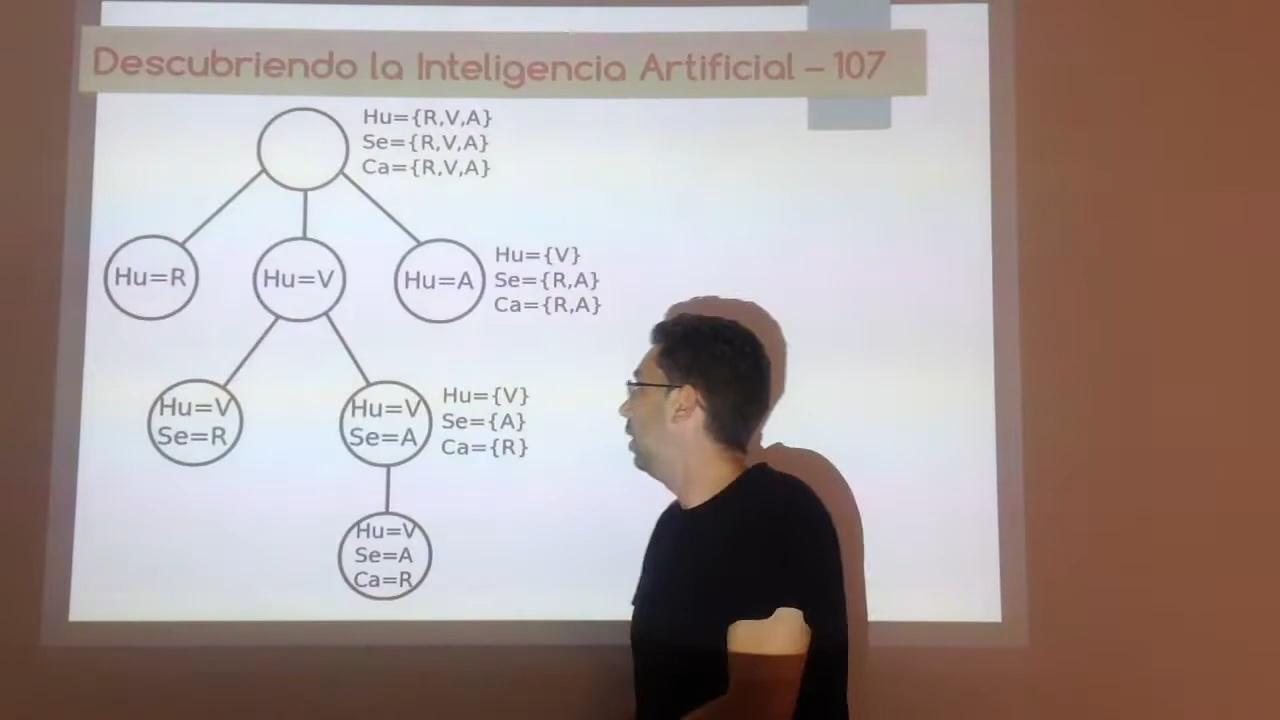 Descubriendo la Inteligencia Artificial – 107
Hu={R,V,A}
Se={R,V,A}
Ca={R,V,A}
Hu=R
Hu=V
Hu=A
Hu={V}
Se={R,A}
Ca={R,A}
Hu=V
Se=R
Hu=V
Se=A
Hu={V}
Se={A}
Ca={R}
Hu=V
Se=A
Ca=R